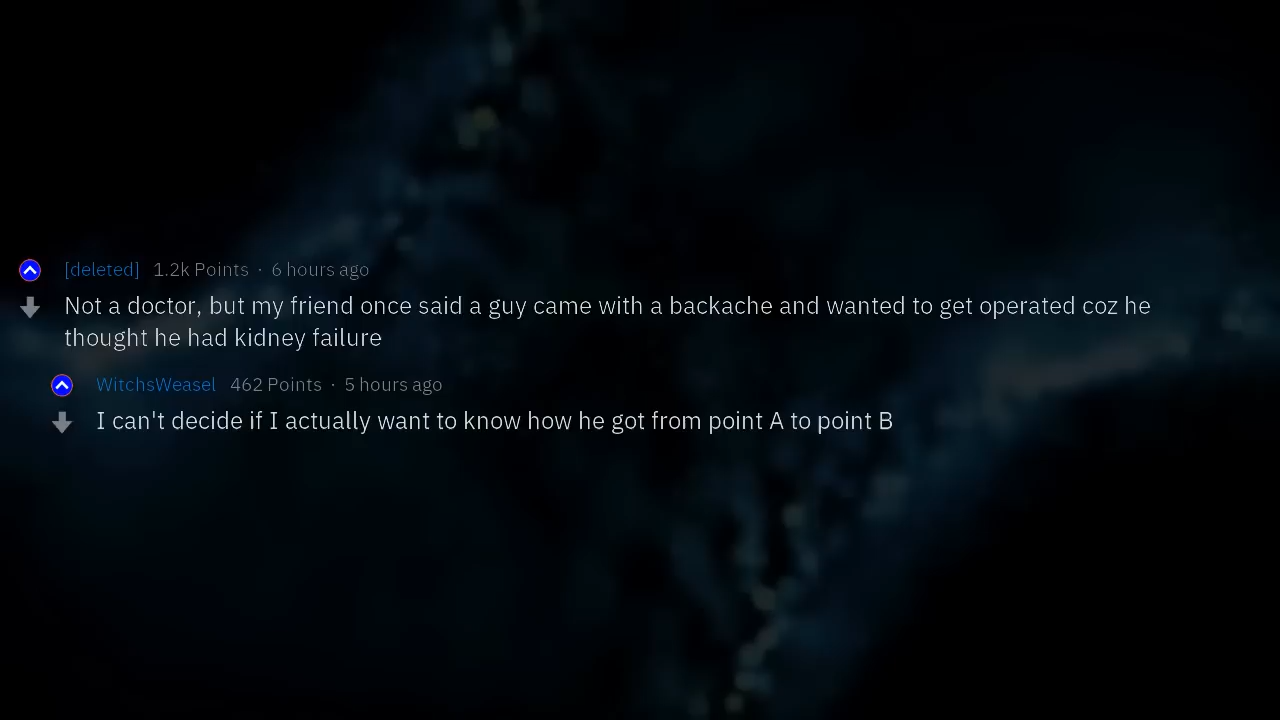 [deleted] 1.2k Points · 6 hours ago
Not a doctor, but my friend once said a guy came with a backache and wanted to get operated coz he
thought he had kidney failure
WitchsWeasel 462 Points · 5 hours ago
I can't decide if I actually want to know how he got from point A to point B